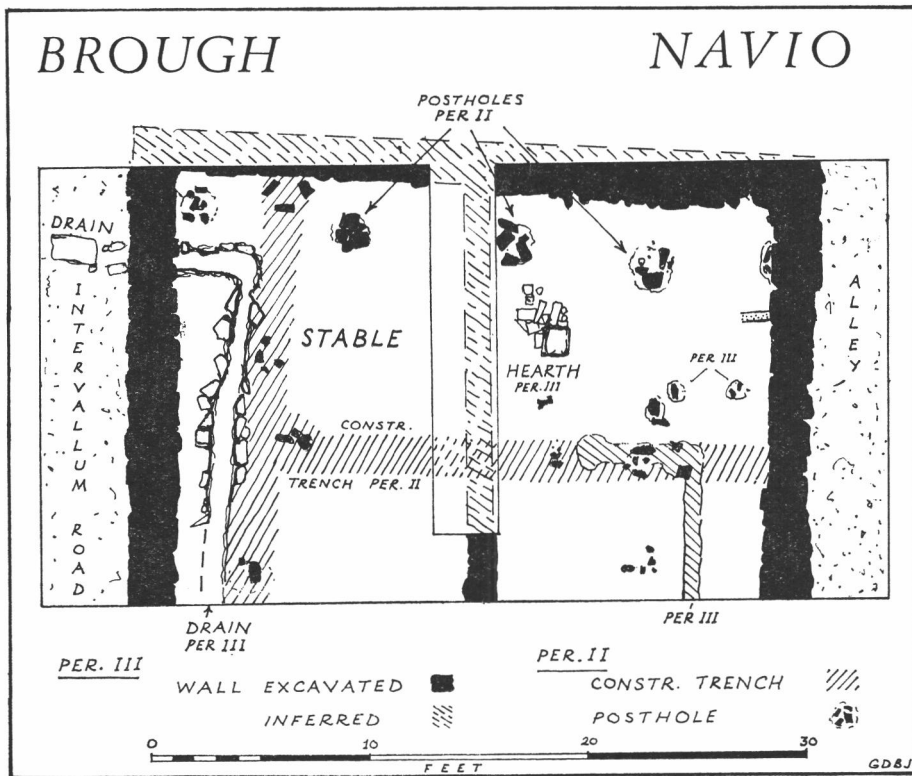 BROUGH NAVIO
POSTHOLES
PER II
DRAIN
INTERVALLUM ROAD
STABLE
HEARTH
PER. III
PER III
ALLEY
CONSTR.
TRENCH PER. II
DRAIN
PER III
PER III
PER. III
PER. II
WALL EXCAVATED
CONSTR. TRENCH
INFERRED
POSTHOLE
0 10 20 30
FEET
GDBJ